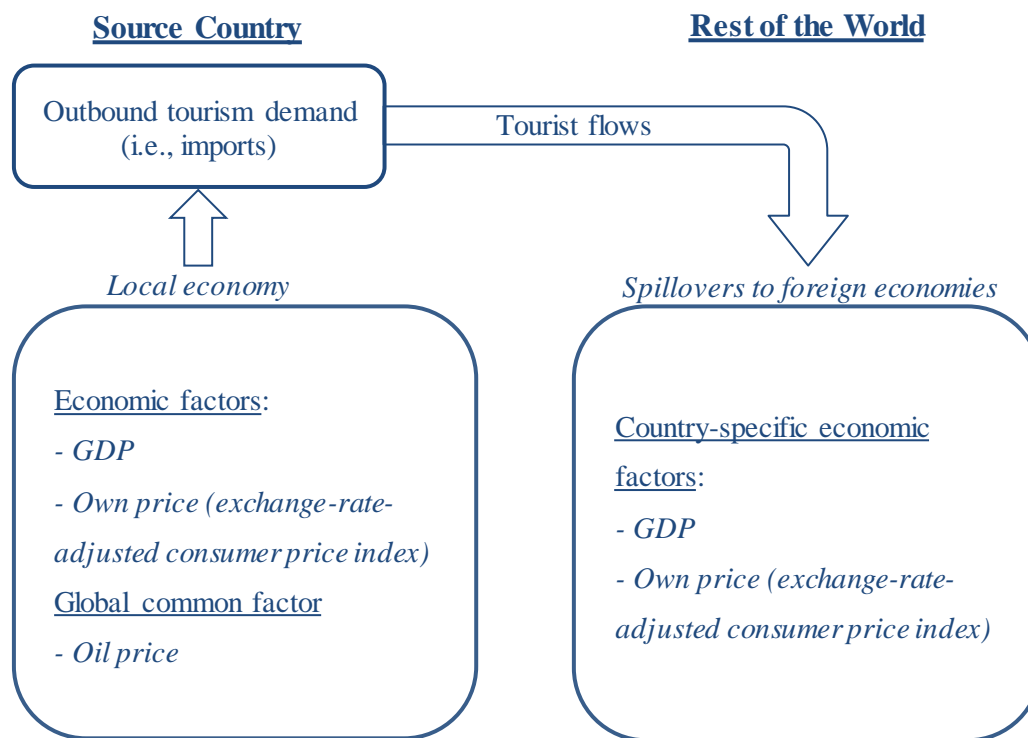 Source Country
Rest of the World
Outbound tourism demand
(i.e., imports)
Tourist flows
Local economy
Spillovers to foreign economies
Economic factors:
- GDP
- Own price (exchange-rate-
adjusted consumer price index)
Global common factor
- Oil price
Country-specific economic
factors:
- GDP
- Own price (exchange-rate-
adjusted consumer price index)